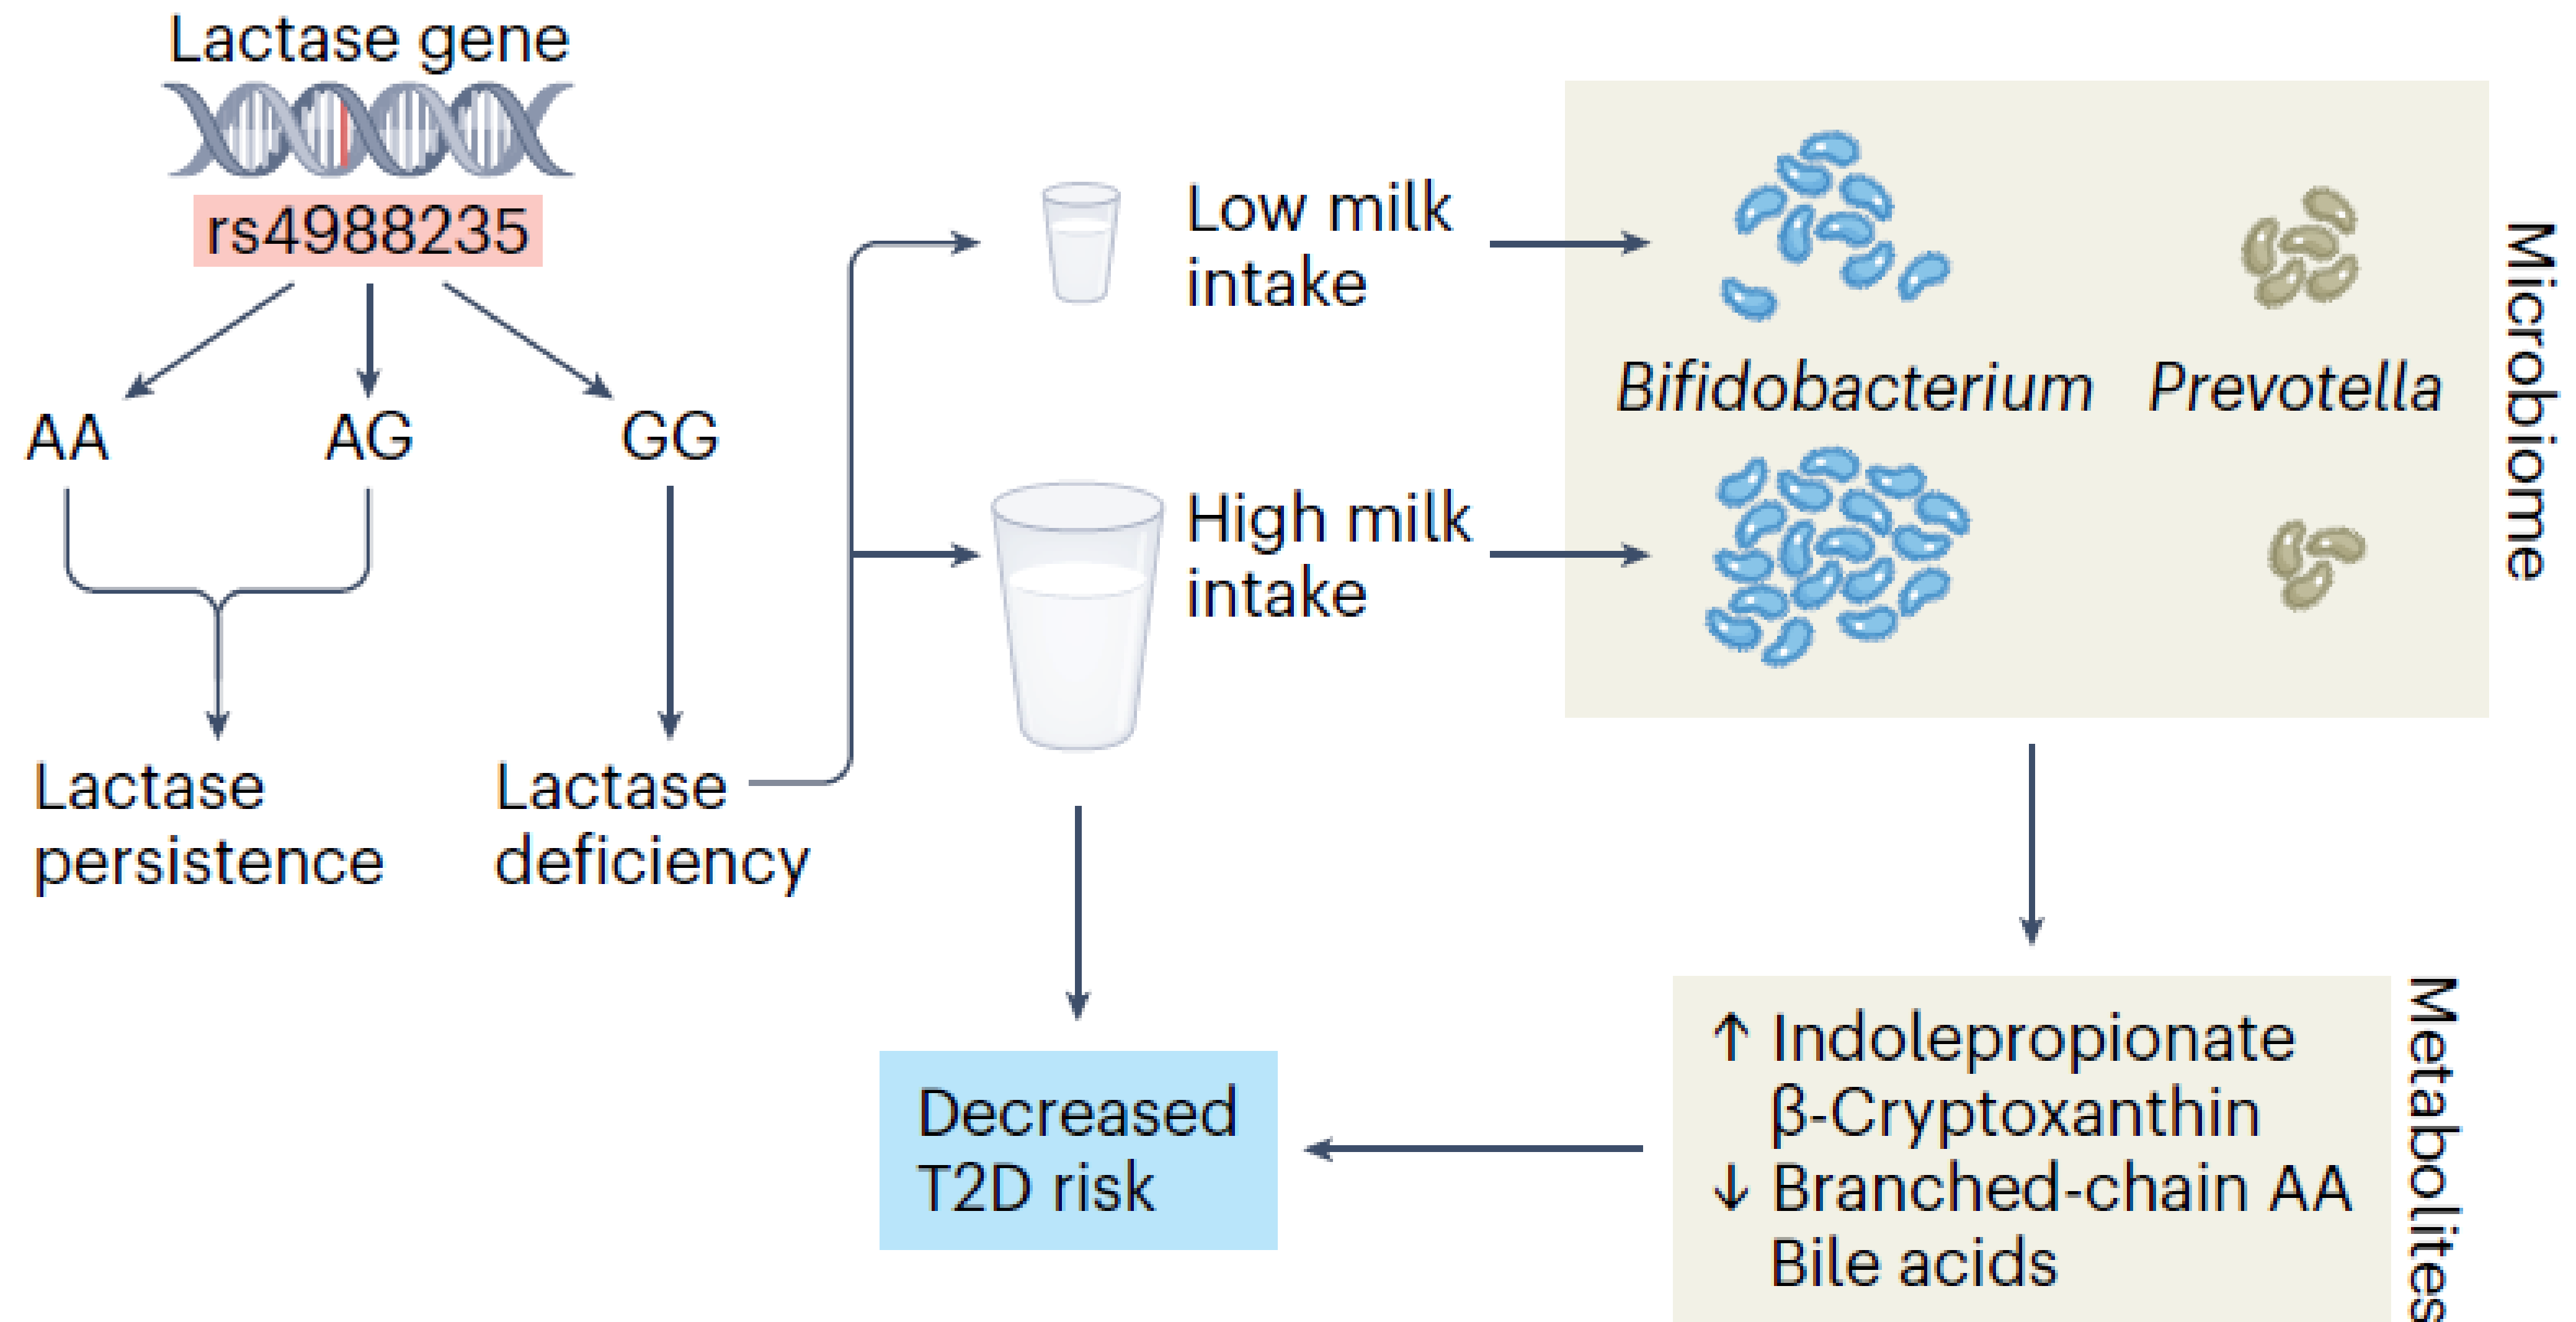 Lactase gene
rs4988235
AA
AG
GG
Lactase
persistence
Lactase
deficiency
Low milk
intake
High milk
intake
Bifidobacterium
Prevotella
Microbiome
Decreased
T2D risk
↑ Indolepropionate
β-Cryptoxanthin
↓ Branched-chain AA
Bile acids
Metabolites